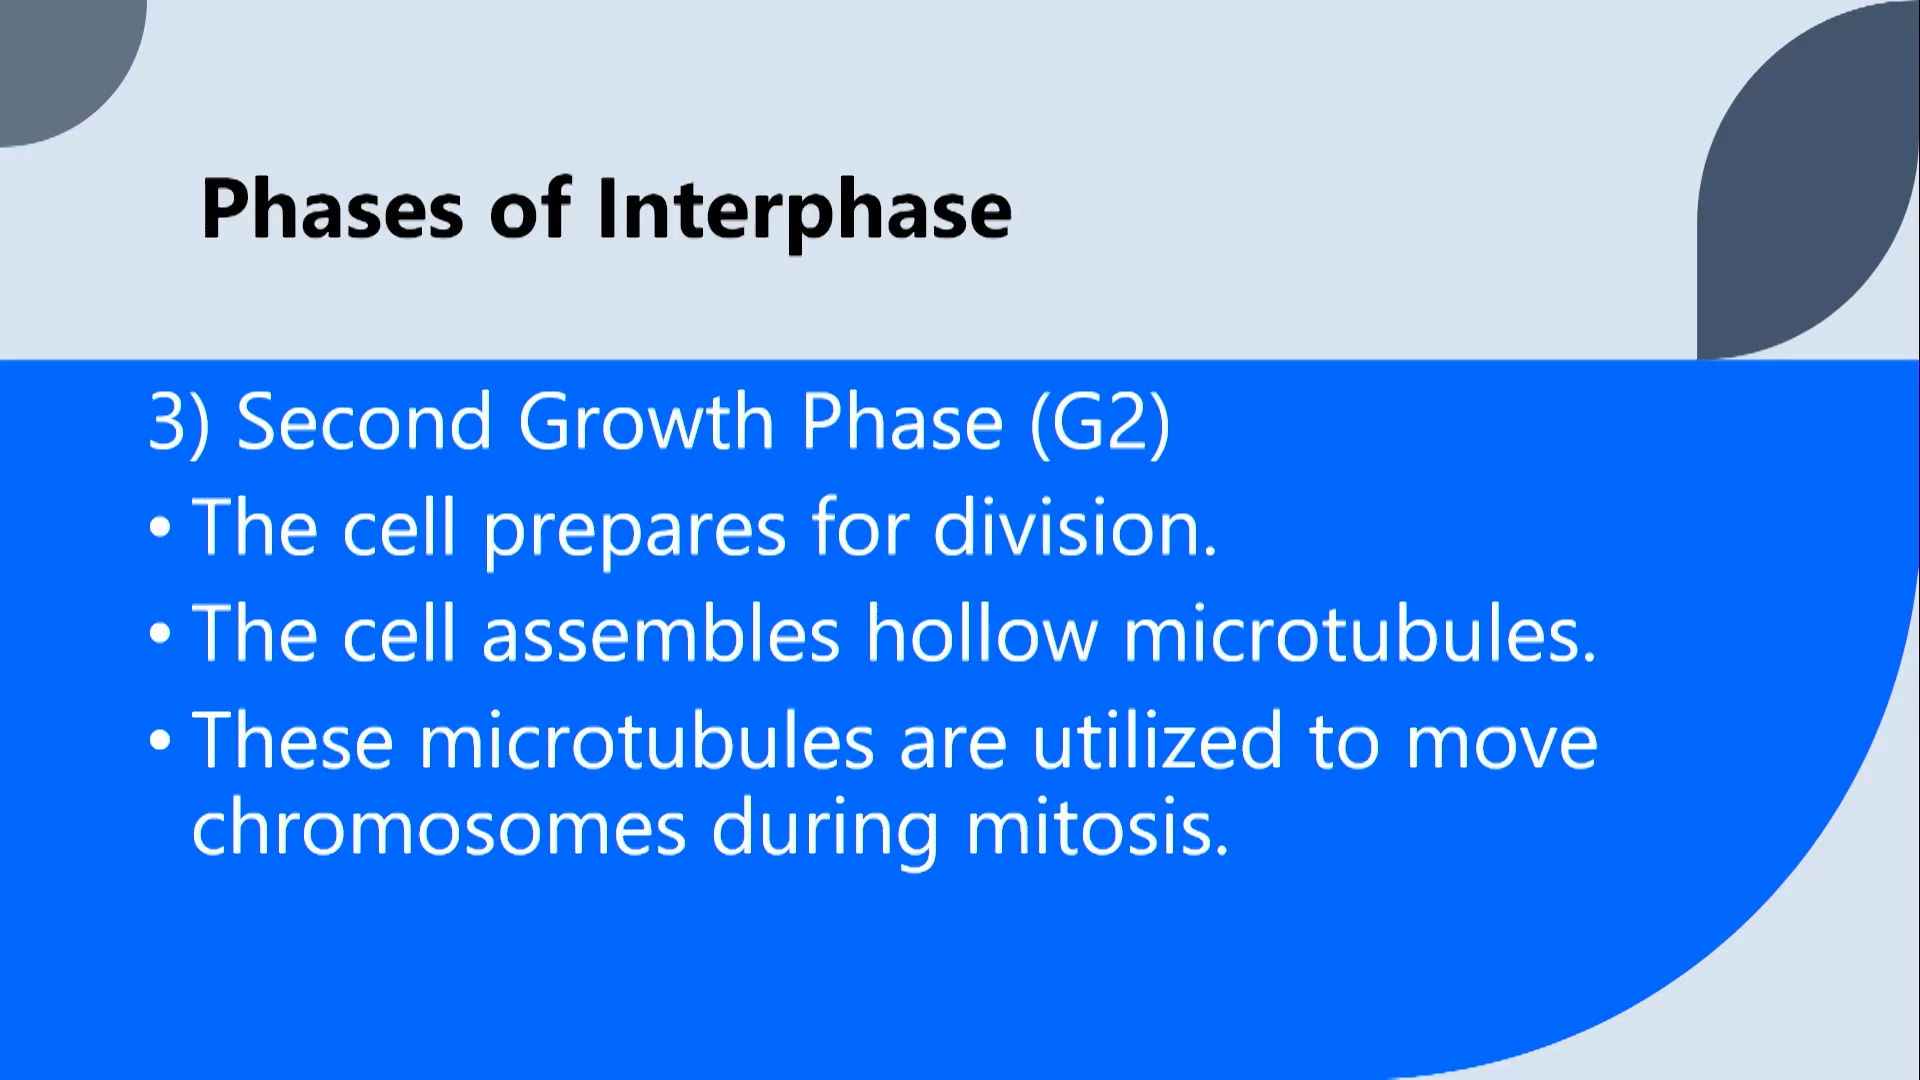 Phases of Interphase
3) Second Growth Phase (G2)
• The cell prepares for division.
• The cell assembles hollow microtubules.
• These microtubules are utilized to move
chromosomes during mitosis.